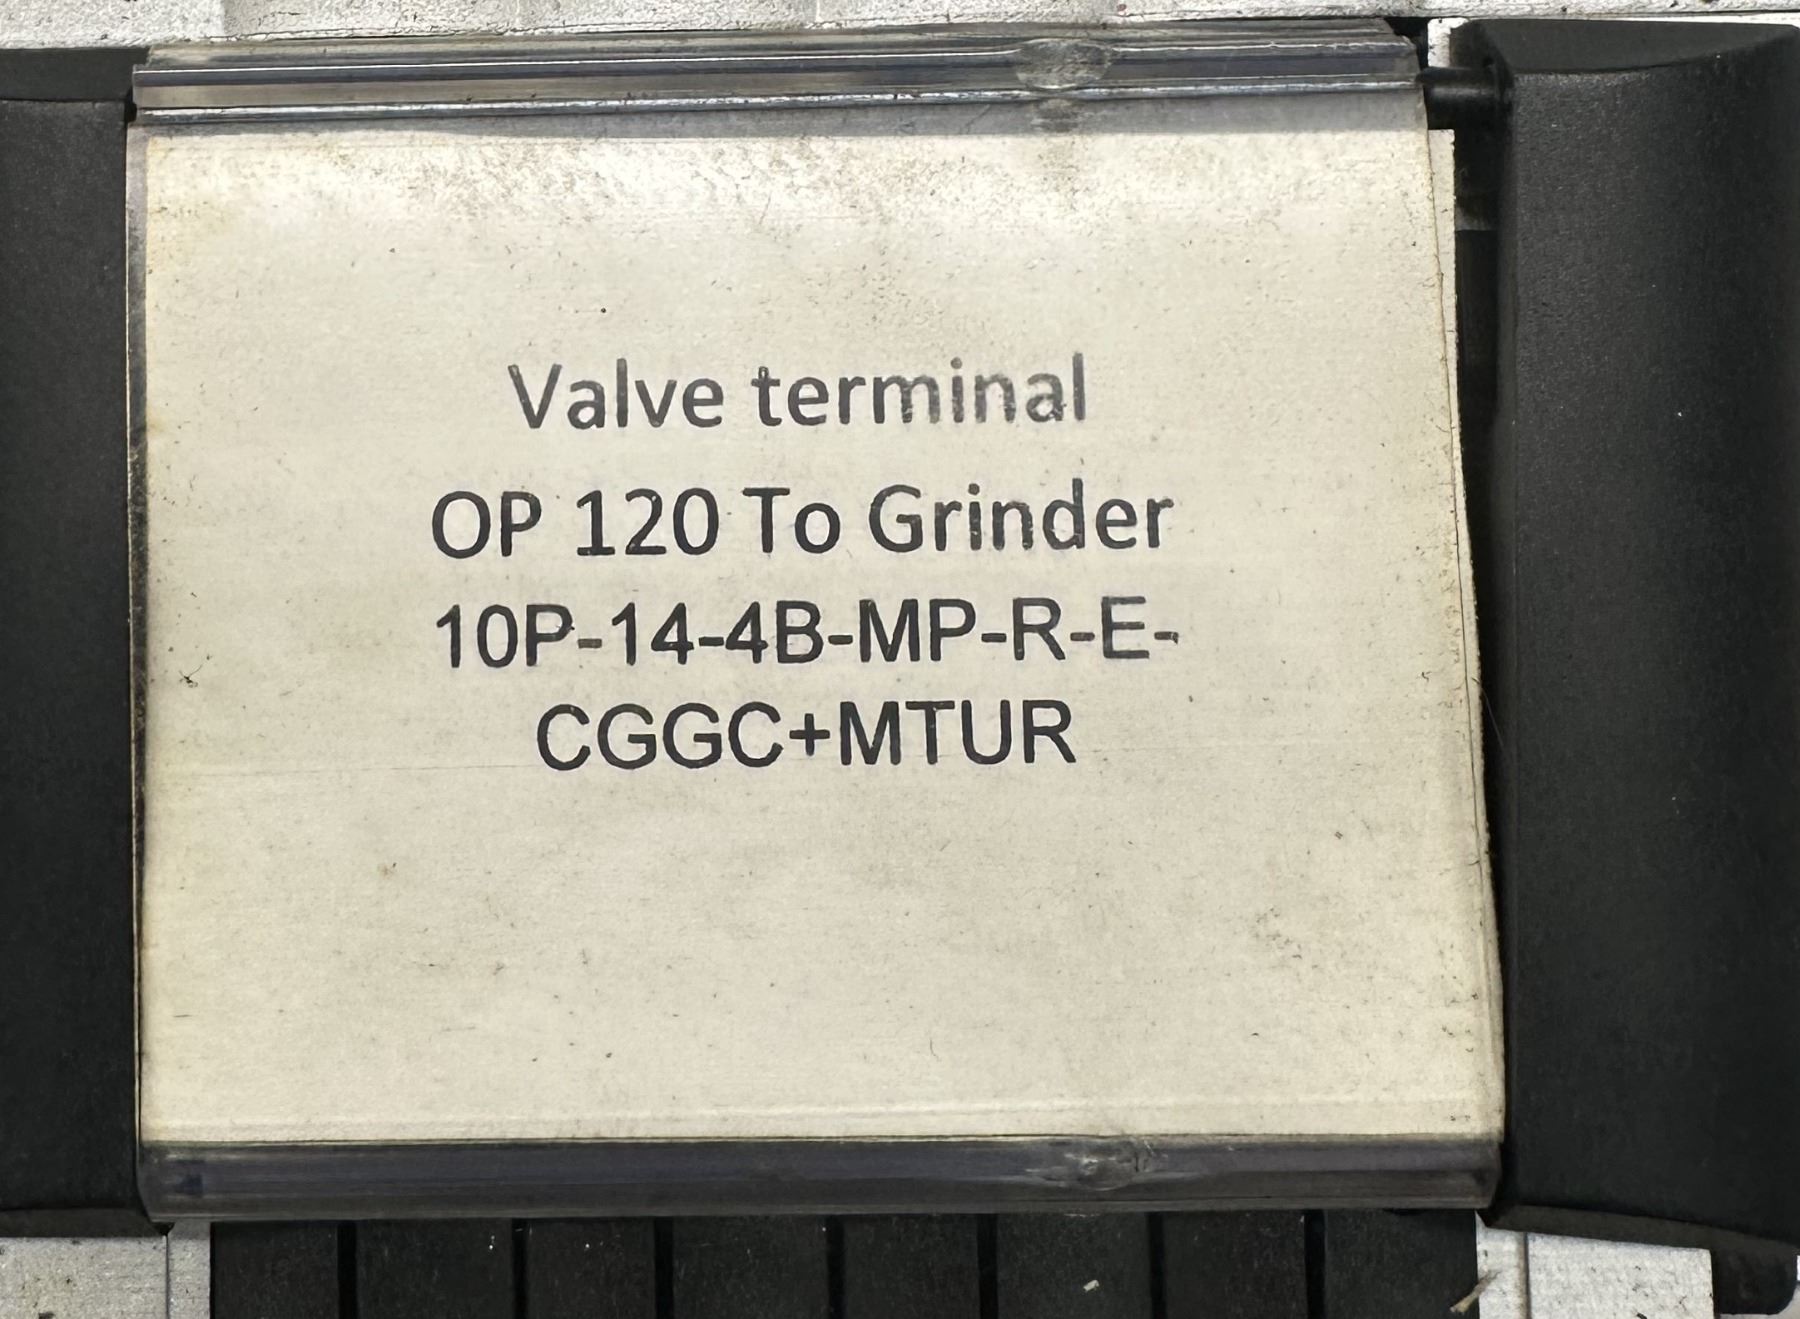 Valve terminal
OP 120 To Grinder
10P-14-4B-MP-R-E-
CGGC+MTUR